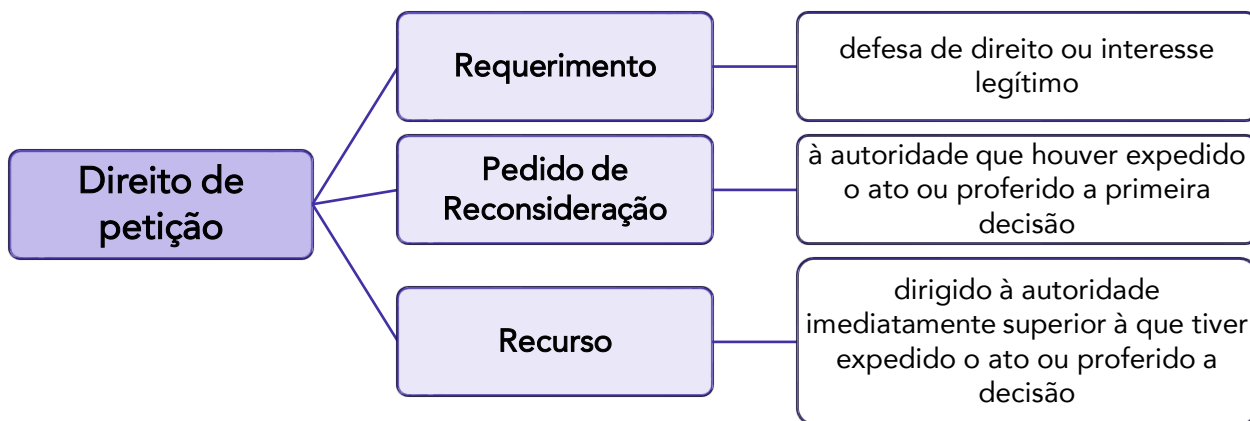 Direito de
petição
Requerimento
defesa de direito ou interesse
legítimo
Pedido de
Reconsideração
à autoridade que houver expedido
o ato ou proferido a primeira
decisão
Recurso
dirigido à autoridade
imediatamente superior à que tiver
expedido o ato ou proferido a
decisão